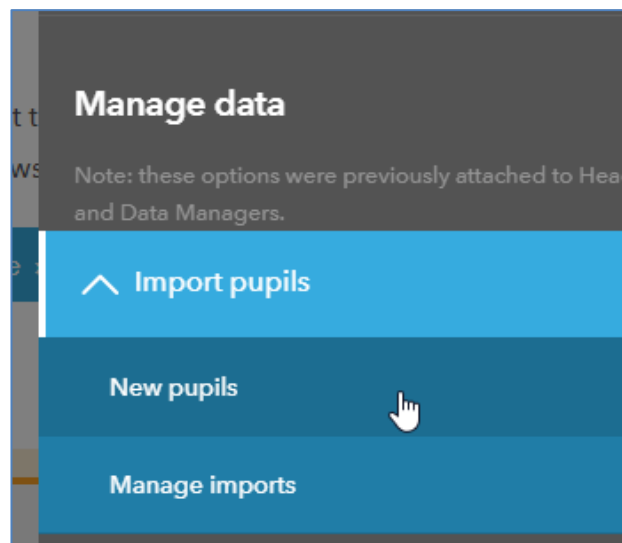 Manage data
t t
ws
Note: these options were previously attached to Hea
and Data Managers.
e ›
Import pupils
New pupils
Manage imports